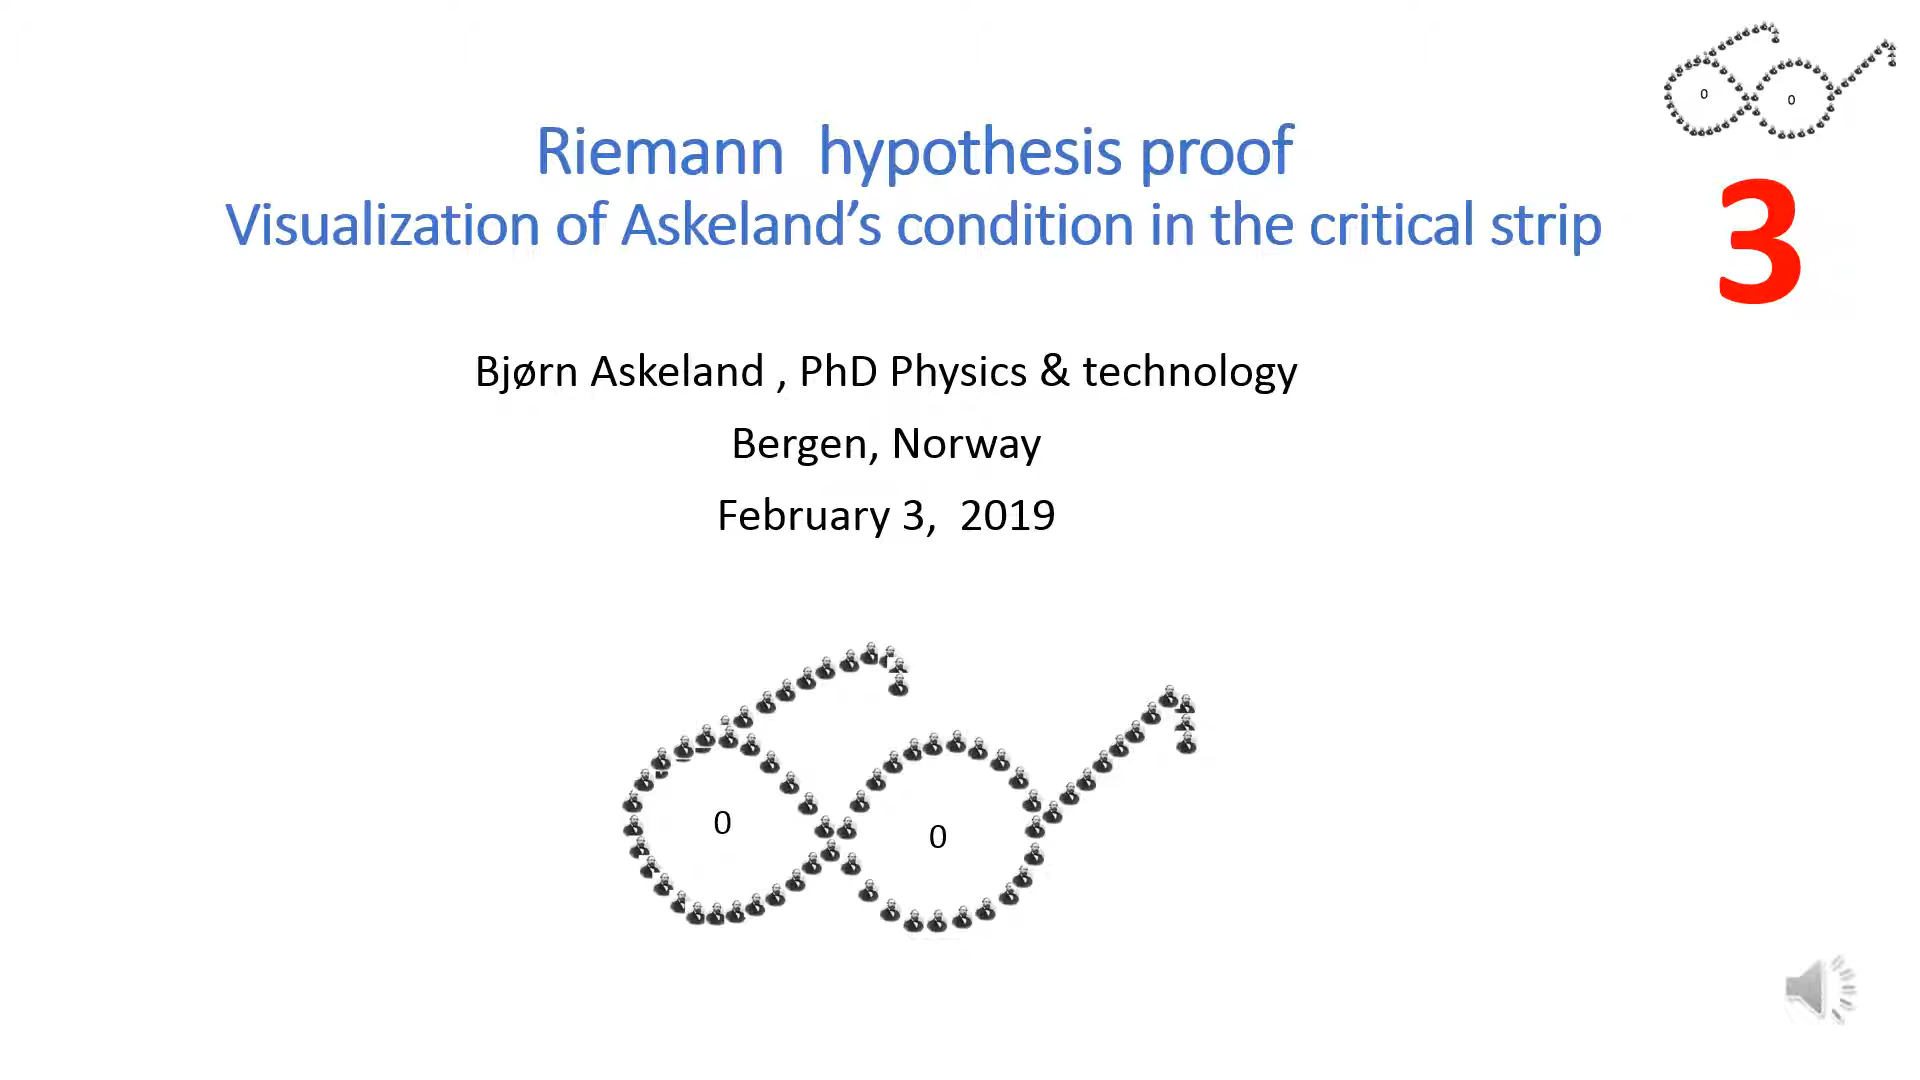 0 0
Riemann  hypothesis proof
Visualization of Askeland’s condition in the critical strip
3
Bjørn Askeland , PhD Physics & technology
Bergen, Norway
February 3,  2019
0 0